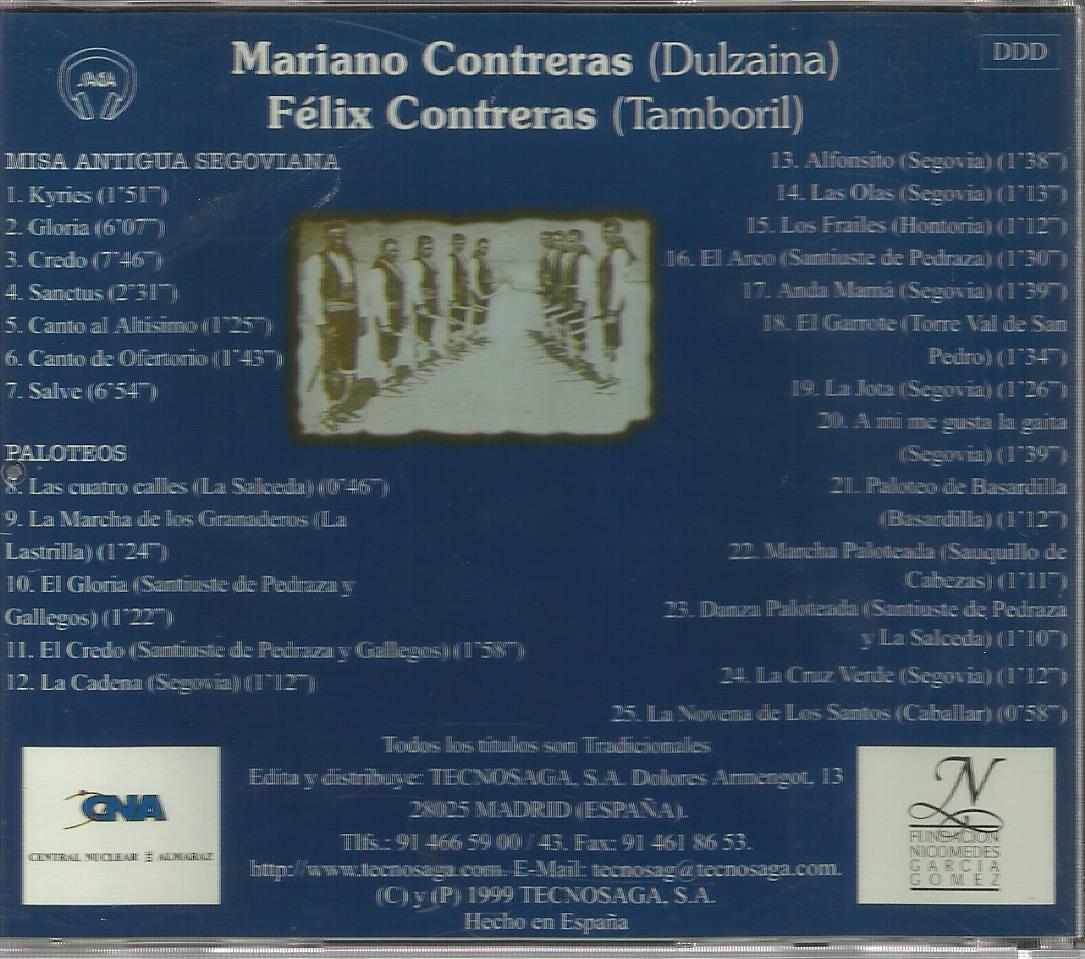 SAGA
Mariano Contreras (Dulzaina)
Félix Contreras (Tamboril)
DDD
MISA ANTIGUA SEGOVIANA
1. Kyries (1'51")
2. Gloria (6'07")
3. Credo (7'46")
4. Sanctus (2'31")
5. Canto al Altísimo (1'25")
6. Canto de Ofertorio (1'43")
7. Salve (6'54")
PALOTEOS
8. Las cuatro calles (La Salceda) (0'46")
9. La Marcha de los Granaderos (La
Lastrilla) (1'24")
10. El Gloria (Santiuste de Pedraza y
Gallegos) (1'22")
11. El Credo (Santiuste de Pedraza y Gallegos) (1'58")
12. La Cadena (Segovia) (1'12")
13. Alfonsito (Segovia) (1'38")
14. Las Olas (Segovia) (1'13")
15. Los Frailes (Hontoria) (1'12")
16. El Arco (Santiuste de Pedraza) (1'30")
17. Anda Mamá (Segovia) (1'39")
18. El Garrote (Torre Val de San
Pedro) (1'34")
19. La Jota (Segovia) (1'26")
20. A mi me gusta la gaita
(Segovia) (1'39")
21. Paloteo de Basardilla
(Basardilla) (1'12")
22. Marcha Paloteada (Sauquillo de
Cabezas) (1'11")
23. Danza Paloteada (Santiuste de Pedraza
y La Salceda) (1'10")
24. La Cruz Verde (Segovia) (1'12")
25. La Novena de Los Santos (Caballar) (0'58")
Todos los títulos son Tradicionales
Edita y distribuye: TECNOSAGA, S.A. Dolores Armengot, 13
28025 MADRID (ESPAÑA).
Tlfs.: 91 466 59 00 / 43. Fax: 91 461 86 53.
http://www.tecnosaga.com.-E-Mail: tecnosag@tecnosaga.com.
(C) y (P) 1999 TECNOSAGA, S.A.
Hecho en España
CNA
CENTRAL NUCLEAR DE ALMARAZ
N
FUNDACION
NICOMEDES
GARCIA
GOMEZ